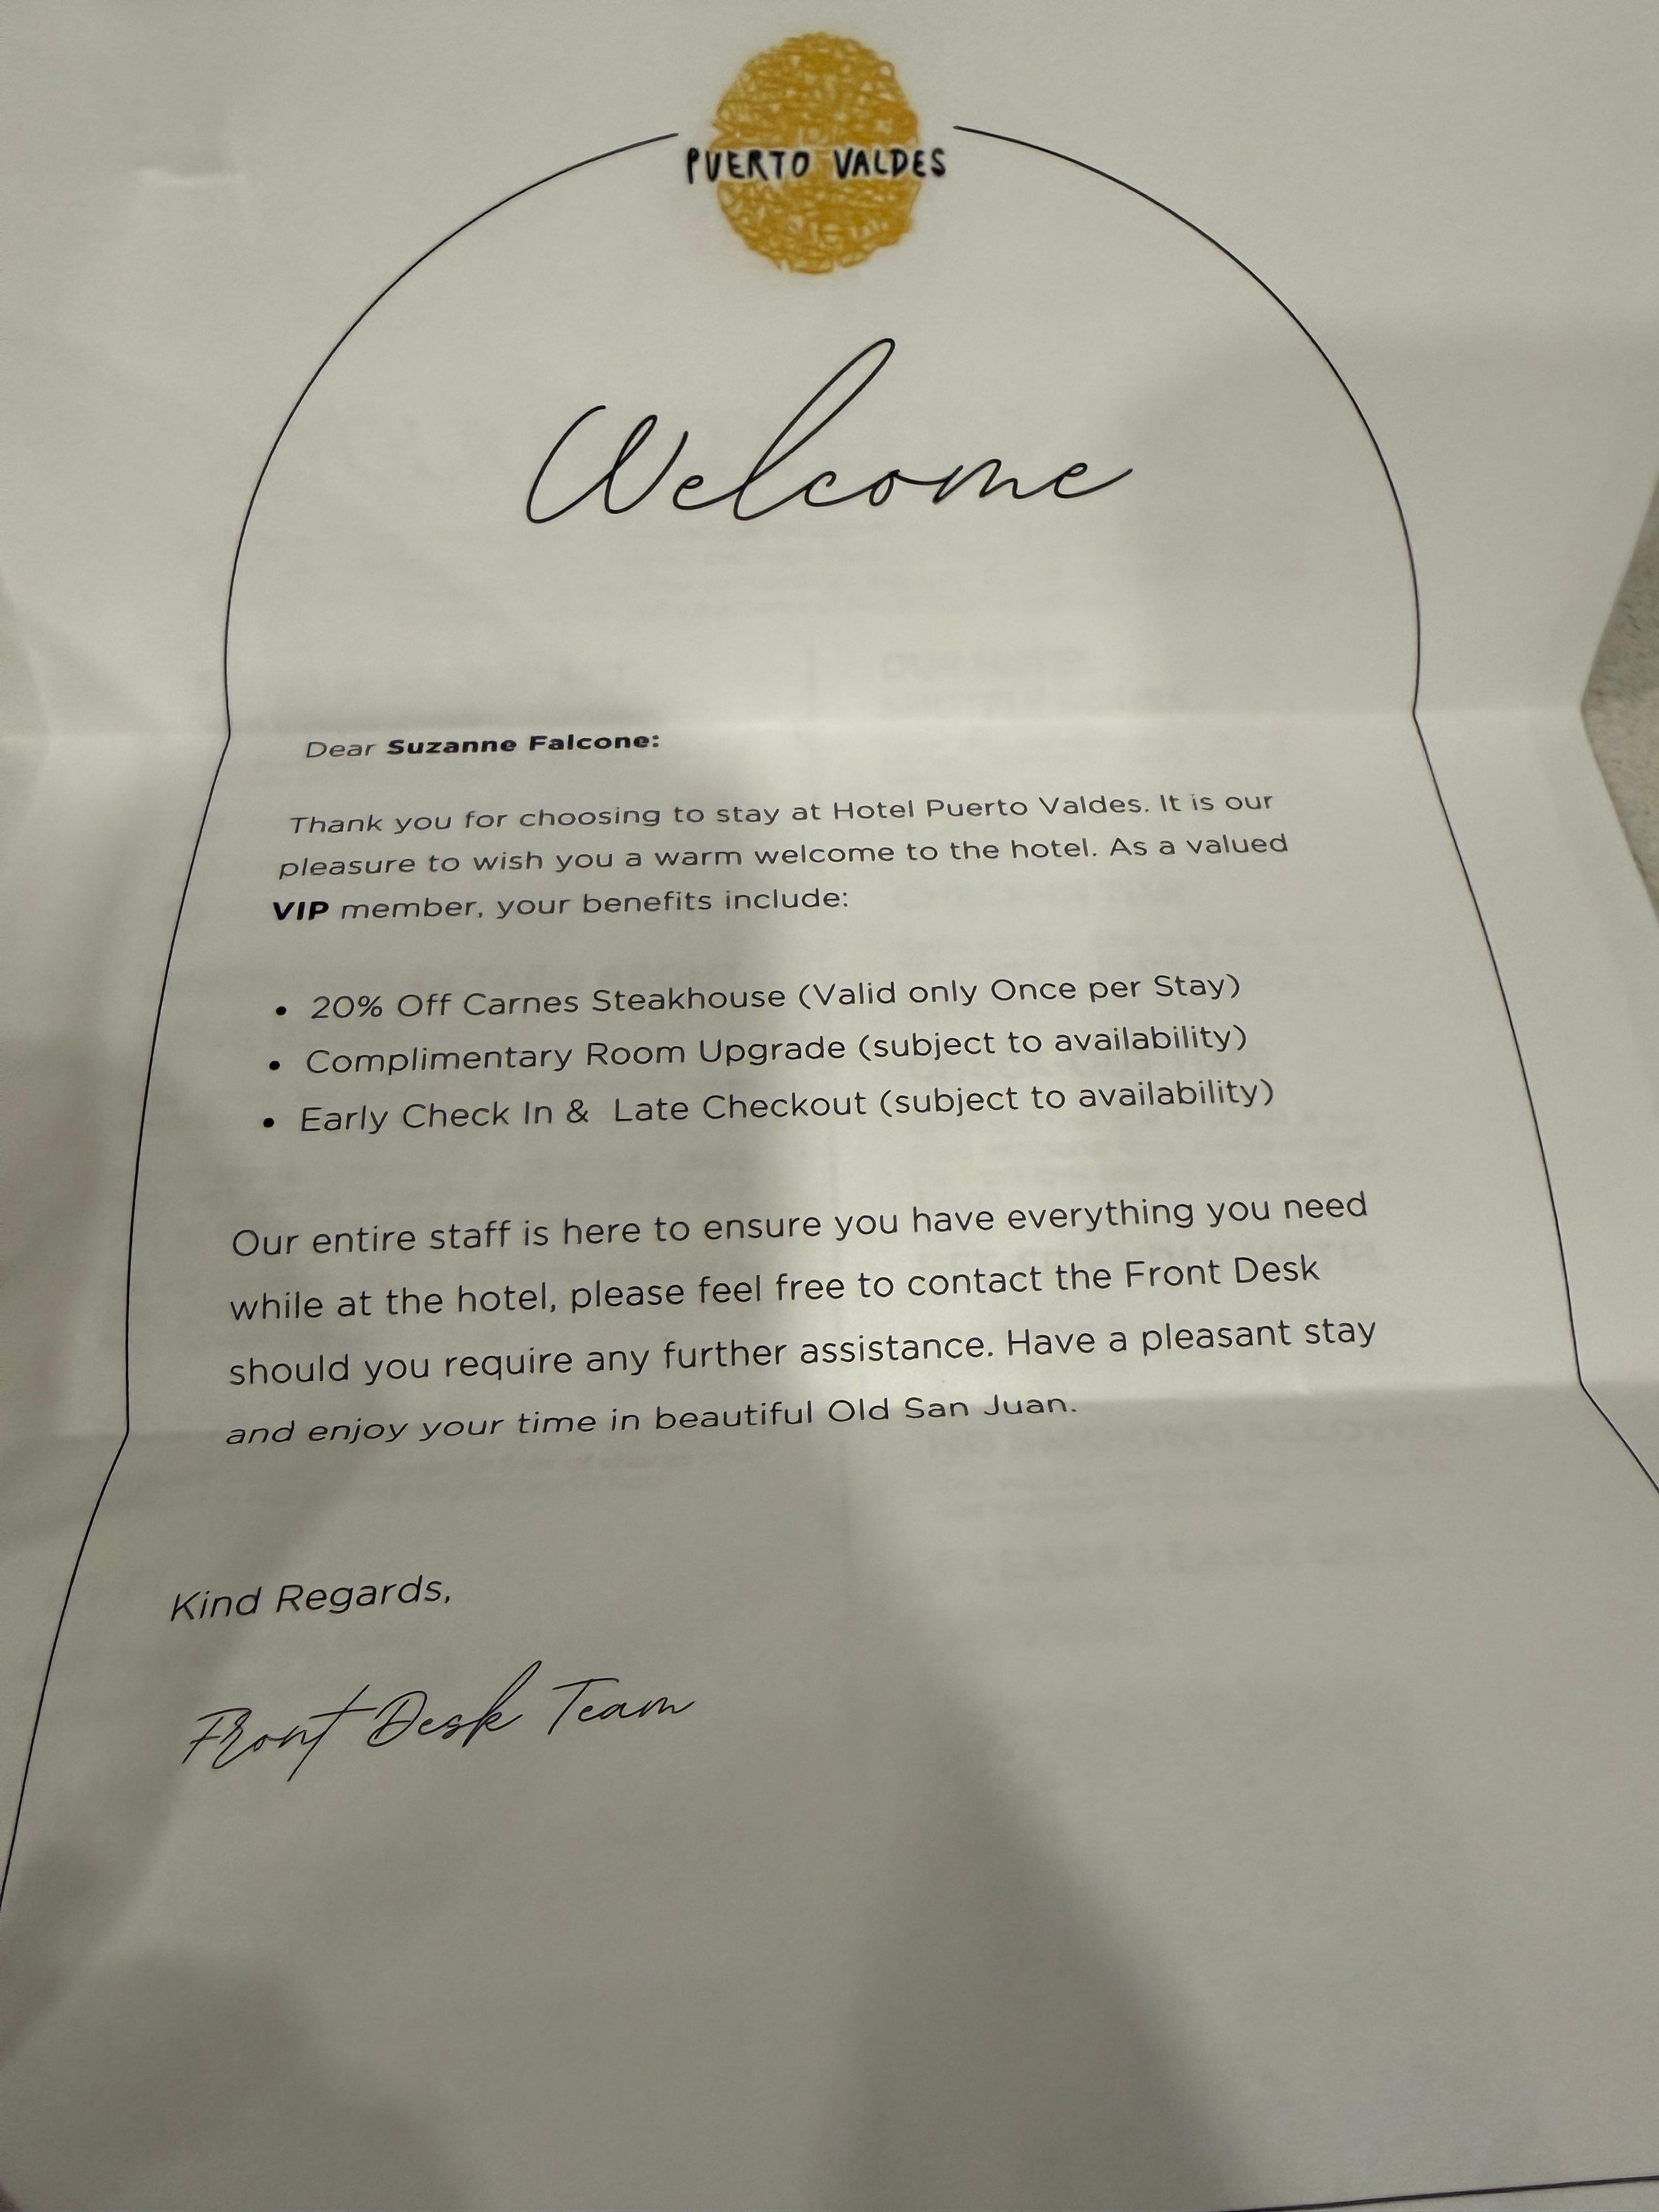 PUERTO VALDES
Welcome
Dear Suzanne Falcone:
Thank you for choosing to stay at Hotel Puerto Valdes. It is our
pleasure to wish you a warm welcome to the hotel. As a valued
VIP member, your benefits include:
• 20% Off Carnes Steakhouse (Valid only Once per Stay)
• Complimentary Room Upgrade (subject to availability)
• Early Check In & Late Checkout (subject to availability)
Our entire staff is here to ensure you have everything you need
while at the hotel, please feel free to contact the Front Desk
should you require any further assistance. Have a pleasant stay
and enjoy your time in beautiful Old San Juan.
Kind Regards,
Front Desk Team